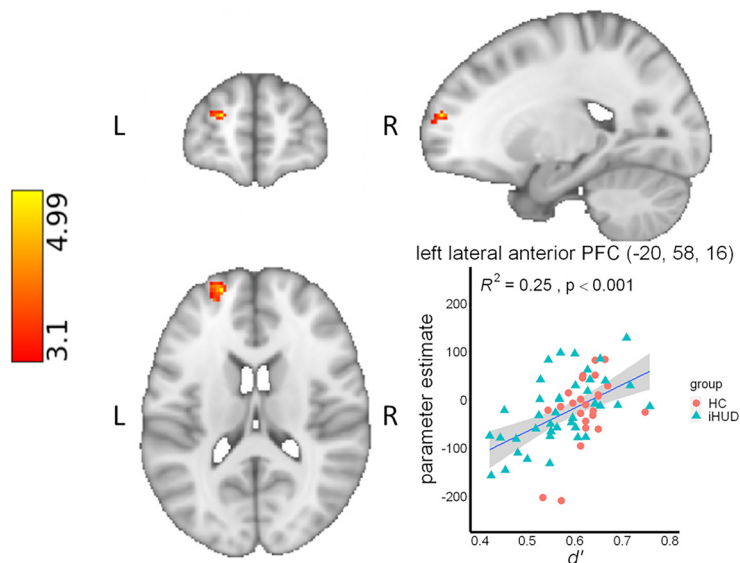 L
R
4.99
3.1
L
R
left lateral anterior PFC (-20, 58, 16)
R² = 0.25 , p < 0.001
parameter estimate
200
100
0
-100
-200
0.4 0.5 0.6 0.7 0.8
d'
group
HC
iHUD